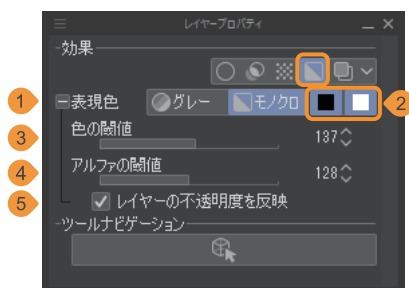 レイヤープロパティ
効果
1 表現色 グレー モノクロ 2
3 色の閾値 137
4 アルファの閾値 128
5 レイヤーの不透明度を反映
ツールナビゲーション